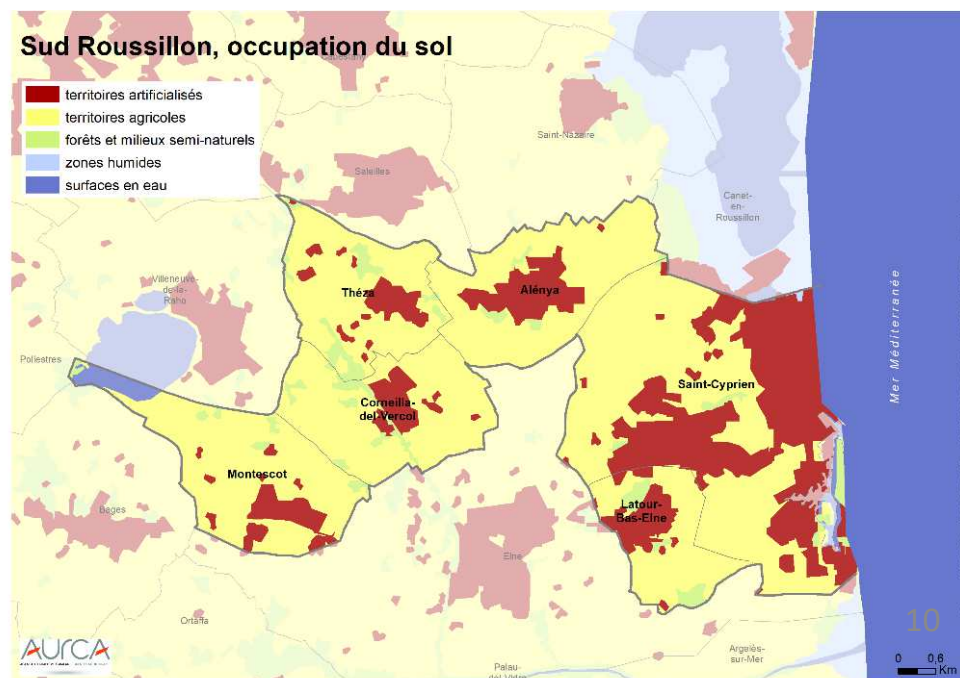 Sud Roussillon, occupation du sol
territoires artificialisés
territoires agricoles
forêts et milieux semi-naturels
zones humides
surfaces en eau
Saint-Nazaire
Saleilles
Canet-
en-
Roussillon
Villeneuve-
de-la-
Raho
Théza
Alénya
Mer Méditerranée
Pollestres
Saint-Cyprien
Corneilla-
del-Vercol
Montescot
Latour-
Bas-Elne
Bages
Elne
Ortaffa
10
Argelès-
sur-Mer
Palau-
del-Vidre
AURCA
0 0,6
Km